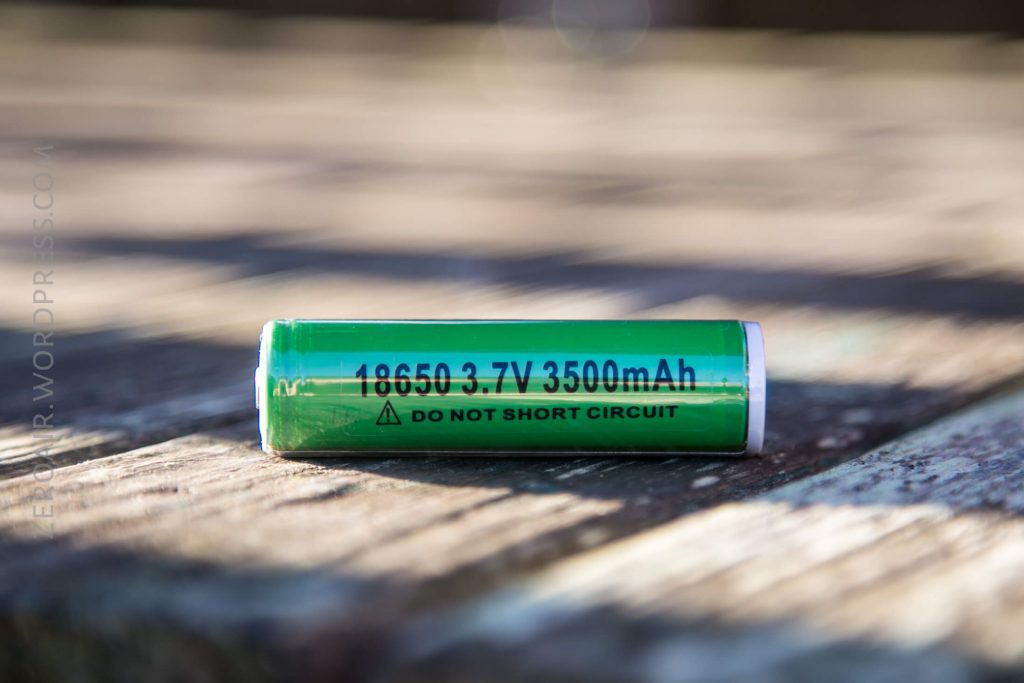 18650 3.7V 3500mAh
⚠ DO NOT SHORT CIRCUIT
ZEROAIR.WORDPRESS.COM